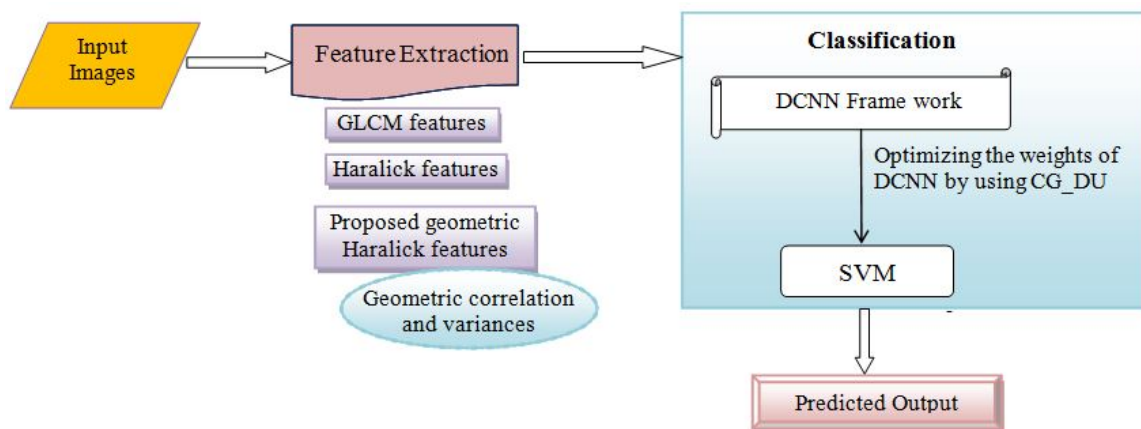 Input
Images
Feature Extraction
GLCM features
Haralick features
Proposed geometric
Haralick features
Geometric correlation
and variances
Classification
DCNN Frame work
Optimizing the weights of
DCNN by using CG_DU
SVM
Predicted Output